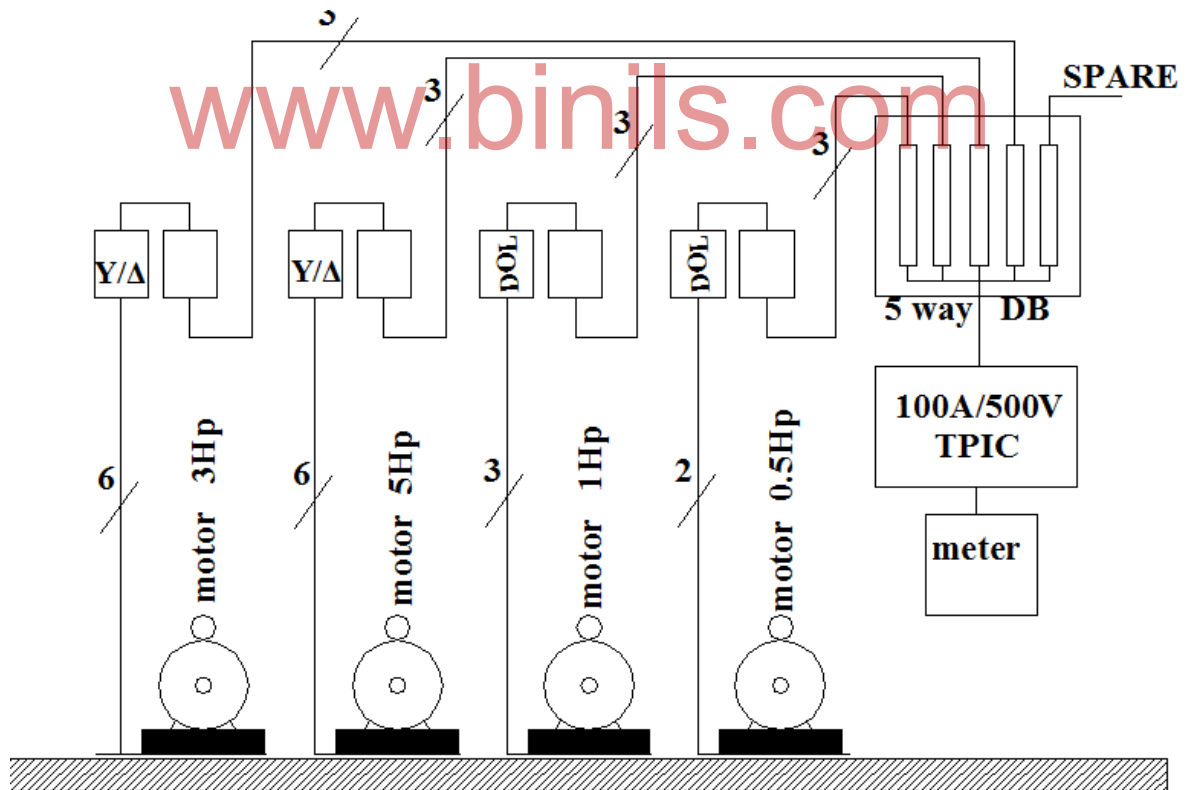 3
www.binils.com
SPARE
3
3
3
Y/Δ
Y/Δ
DOL
DOL
5 way DB
100A/500V
TPIC
6
6
3
2
motor 3Hp
motor 5Hp
motor 1Hp
motor 0.5Hp
meter